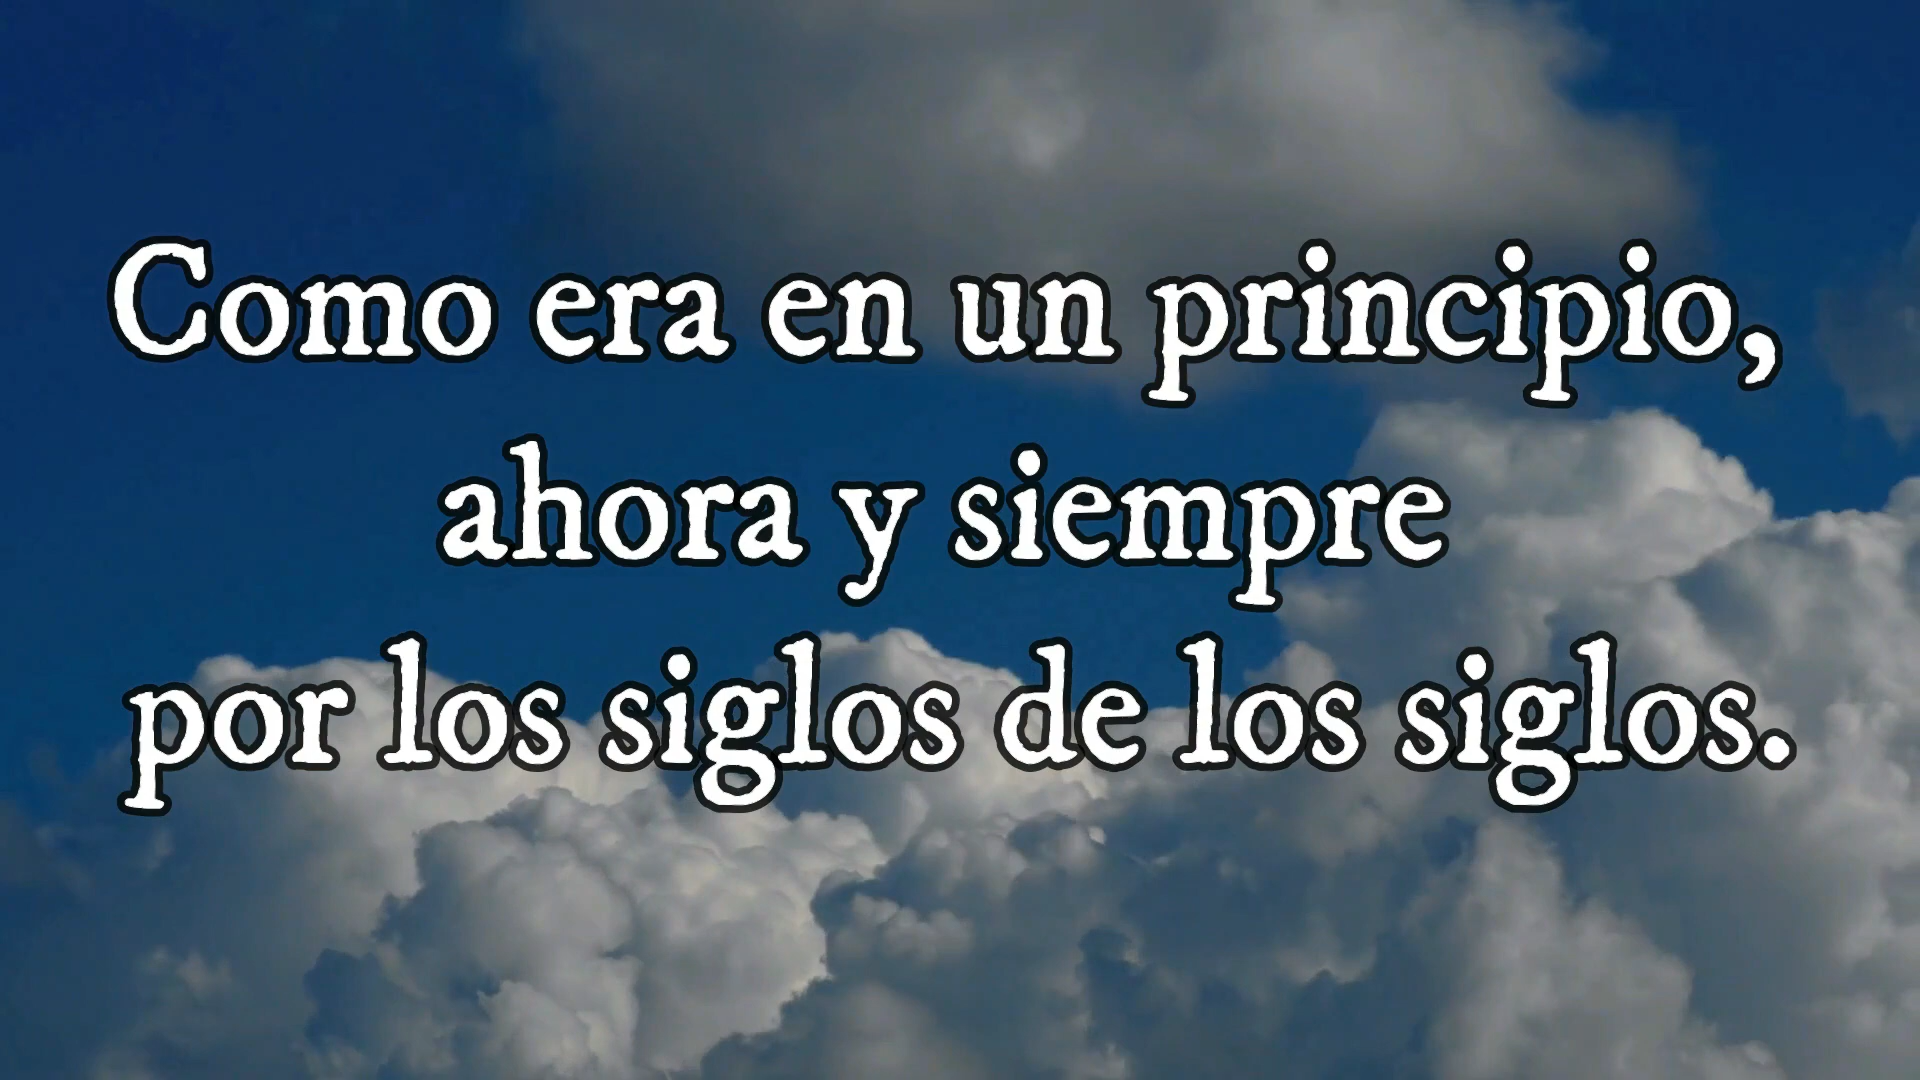 Como era en un principio,
ahora y siempre
por los siglos de los siglos.